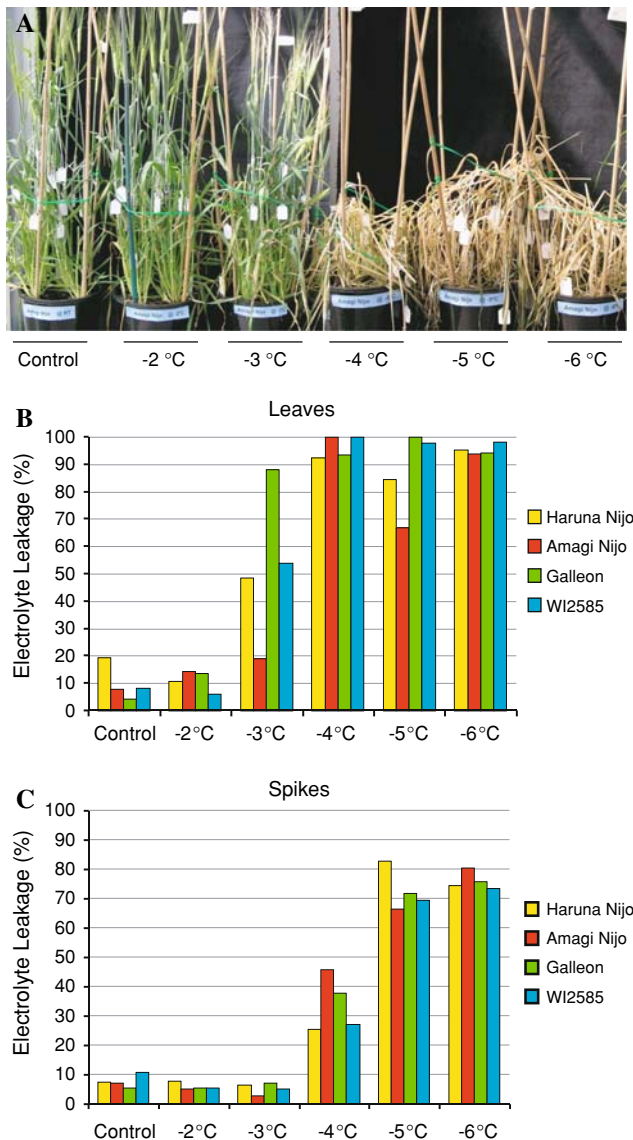 A
Control -2 °C -3 °C -4 °C -5 °C -6 °C
B
Leaves
Electrolyte Leakage (%)
100
90
80
70
60
50
40
30
20
10
0
Control -2°C -3°C -4°C -5°C -6°C
Haruna Nijo
Amagi Nijo
Galleon
WI2585
C
Spikes
Electrolyte Leakage (%)
100
90
80
70
60
50
40
30
20
10
0
Control -2°C -3°C -4°C -5°C -6°C
Haruna Nijo
Amagi Nijo
Galleon
WI2585